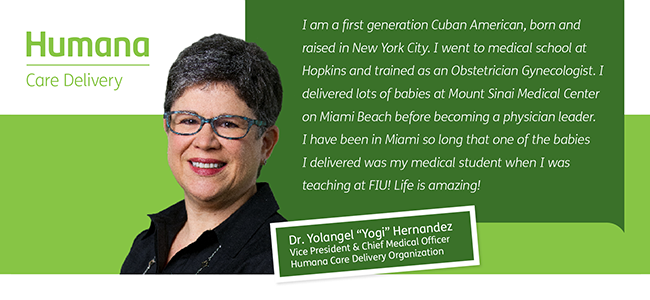 Humana
Care Delivery
I am a first generation Cuban American, born and
raised in New York City. I went to medical school at
Hopkins and trained as an Obstetrician Gynecologist. I
delivered lots of babies at Mount Sinai Medical Center
on Miami Beach before becoming a physician leader.
I have been in Miami so long that one of the babies
I delivered was my medical student when I was
teaching at FIU! Life is amazing!
Dr. Yolangel “Yogi” Hernandez
Vice President & Chief Medical Officer
Humana Care Delivery Organization